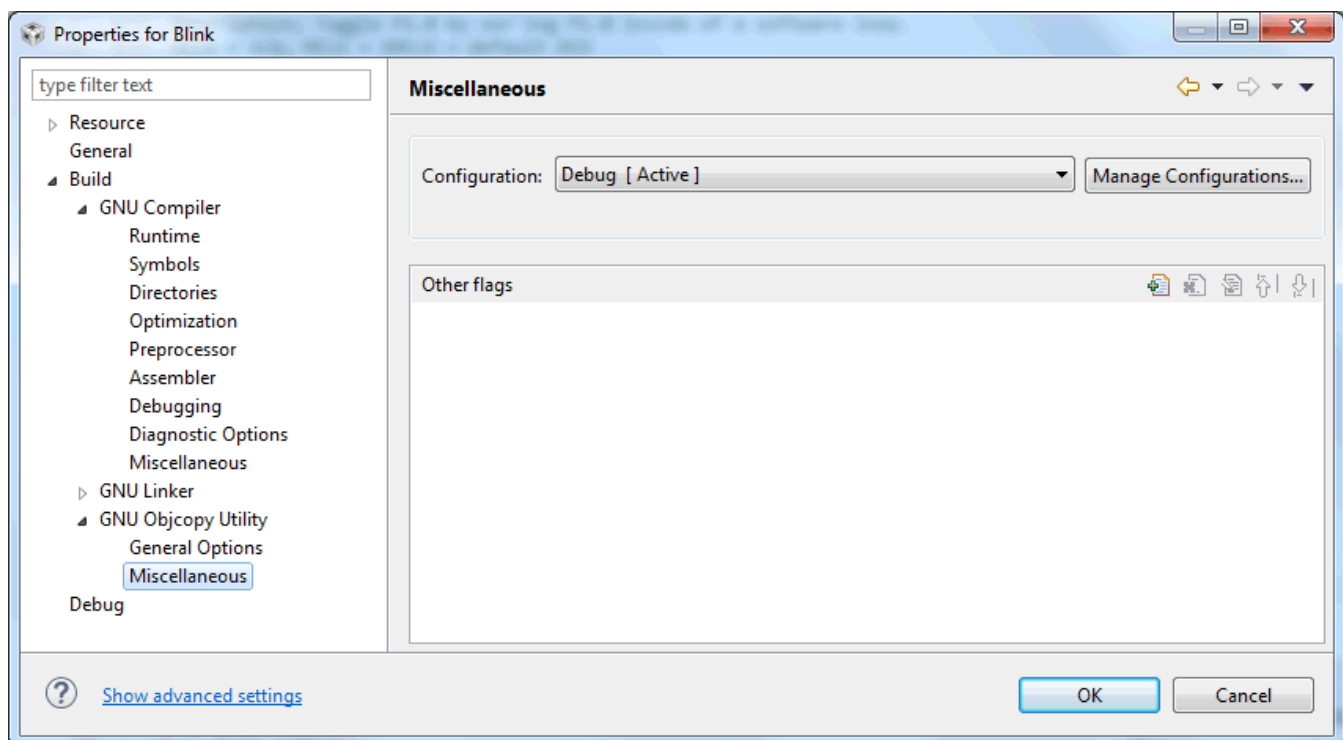 Properties for Blink
type filter text
Resource
General
Build
GNU Compiler
Runtime
Symbols
Directories
Optimization
Preprocessor
Assembler
Debugging
Diagnostic Options
Miscellaneous
GNU Linker
GNU Objcopy Utility
General Options
Miscellaneous
Debug
Miscellaneous
Configuration: Debug [ Active ] Manage Configurations...
Other flags
Show advanced settings
OK Cancel